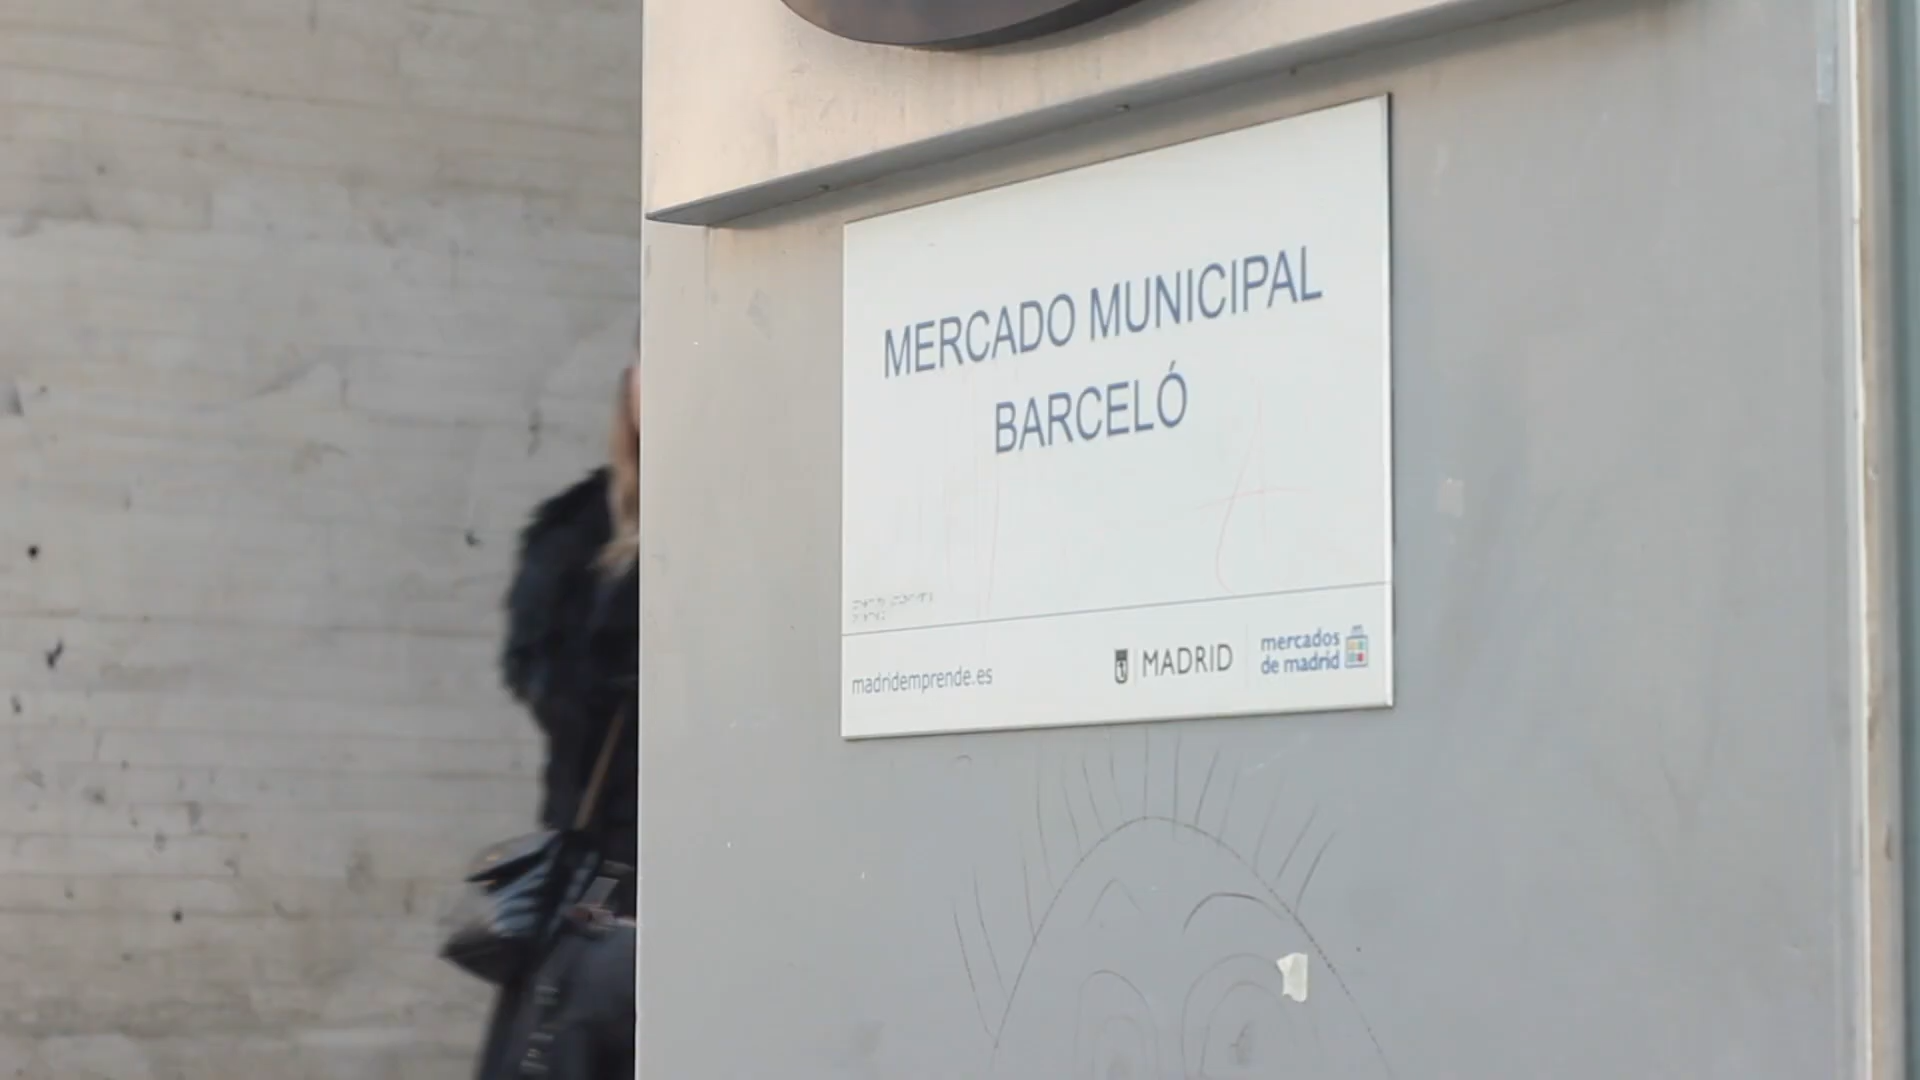 MERCADO MUNICIPAL
BARCELÓ
madridemprende.es
MADRID
mercados
de madrid